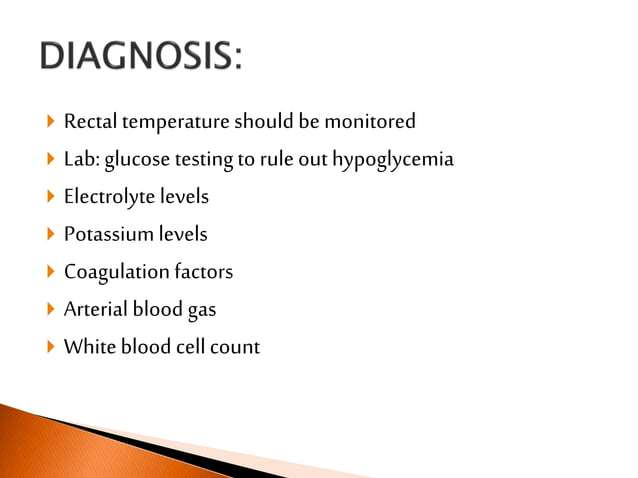 DIAGNOSIS:
Rectal temperature should be monitored
Lab: glucose testing to rule out hypoglycemia
Electrolyte levels
Potassium levels
Coagulation factors
Arterial blood gas
White blood cell count